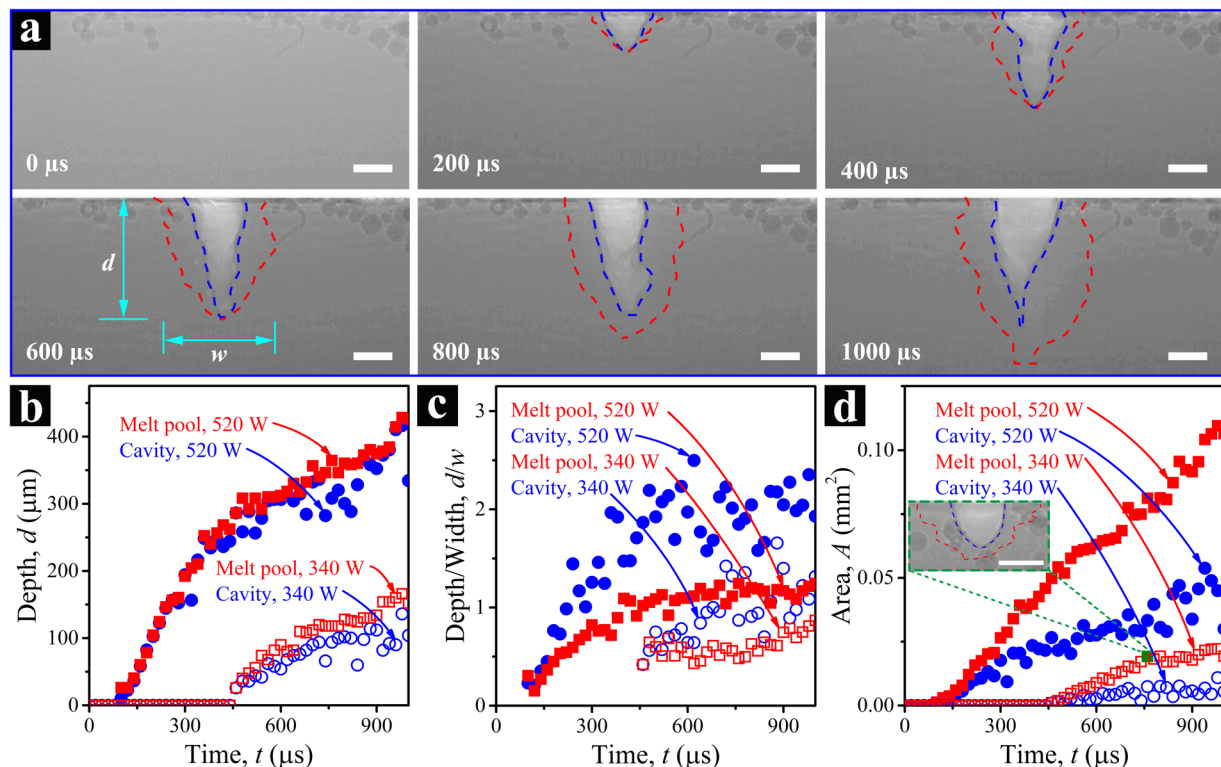 a
0 µs
200 µs
400 µs
d
w
600 µs
800 µs
1000 µs
b
Melt pool, 520 W
Cavity, 520 W
Melt pool, 340 W
Cavity, 340 W
400
300
200
100
0
Depth, d (µm)
0 300 600 900
Time, t (µs)
c
Melt pool, 520 W
Cavity, 520 W
Melt pool, 340 W
Cavity, 340 W
3
2
1
0
Depth/Width, d/w
300 600 900
Time, t (µs)
d
Melt pool, 520 W
Cavity, 520 W
Melt pool, 340 W
Cavity, 340 W
0.10
0.05
0.00
Area, A (mm²)
0 300 600 900
Time, t (µs)